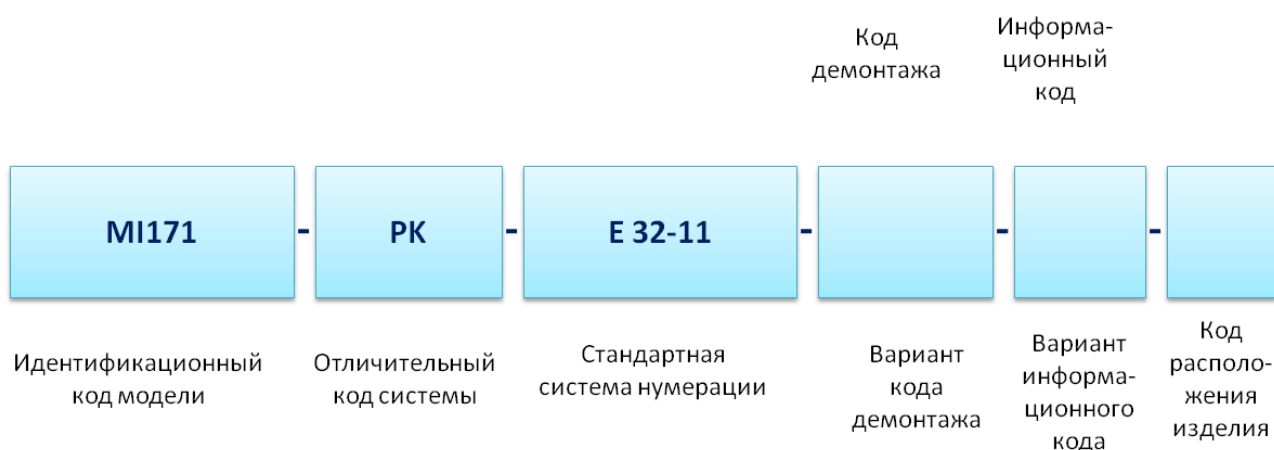 Код
демонтажа
Информа-
ционный
код
MI171 - PK - E 32-11 - - -
Идентификационный
код модели
Отличительный
код системы
Стандартная
система нумерации
Вариант
кода
демонтажа
Вариант
информа-
ционного
кода
Код
располо-
жения
изделия